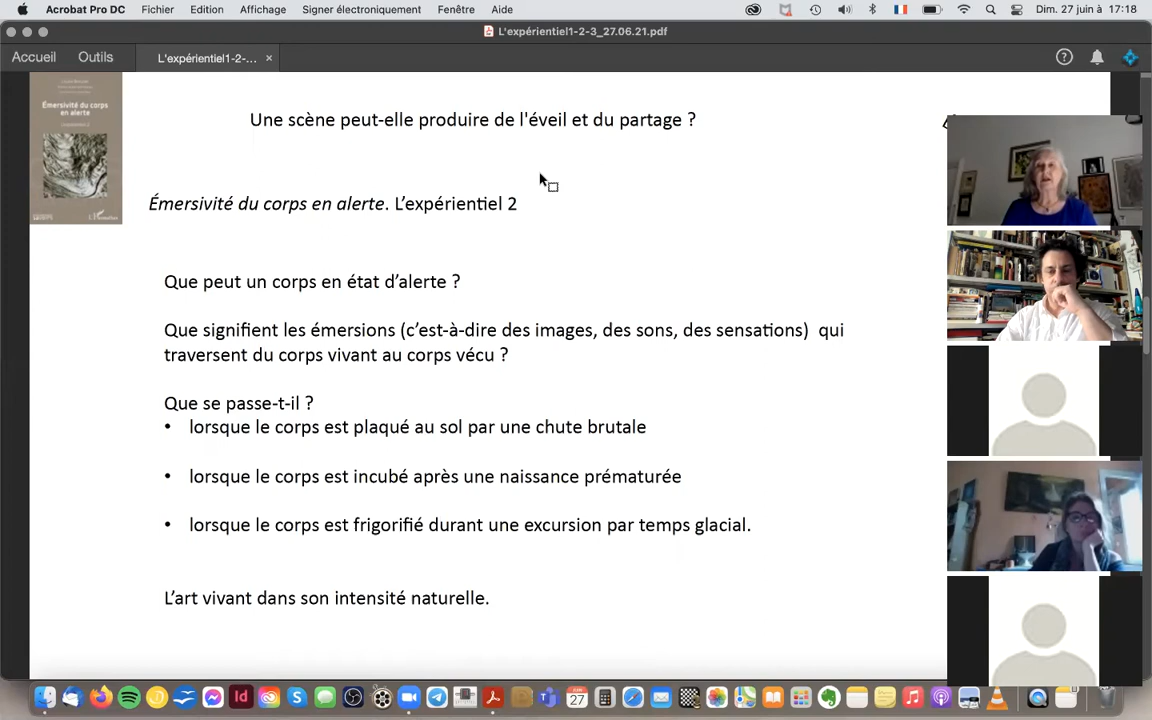 Acrobat Pro DC Fichier Edition Affichage Signer électroniquement Fenêtre Aide Dim. 27 juin à 17:18
L'expérientiel1-2-3_27.06.21.pdf
Accueil Outils L'expérientiel1-2-... ×
Émersivité du corps
en alerte
Une scène peut-elle produire de l'éveil et du partage ?
Émersivité du corps en alerte. L’expérientiel 2
Que peut un corps en état d’alerte ?
Que signifient les émersions (c’est-à-dire des images, des sons, des sensations) qui
traversent du corps vivant au corps vécu ?
Que se passe-t-il ?
• lorsque le corps est plaqué au sol par une chute brutale
• lorsque le corps est incubé après une naissance prématurée
• lorsque le corps est frigorifié durant une excursion par temps glacial.
L’art vivant dans son intensité naturelle.